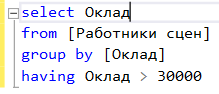 select Оклад
from [Работники сцен]
group by [Оклад]
having Оклад > 30000